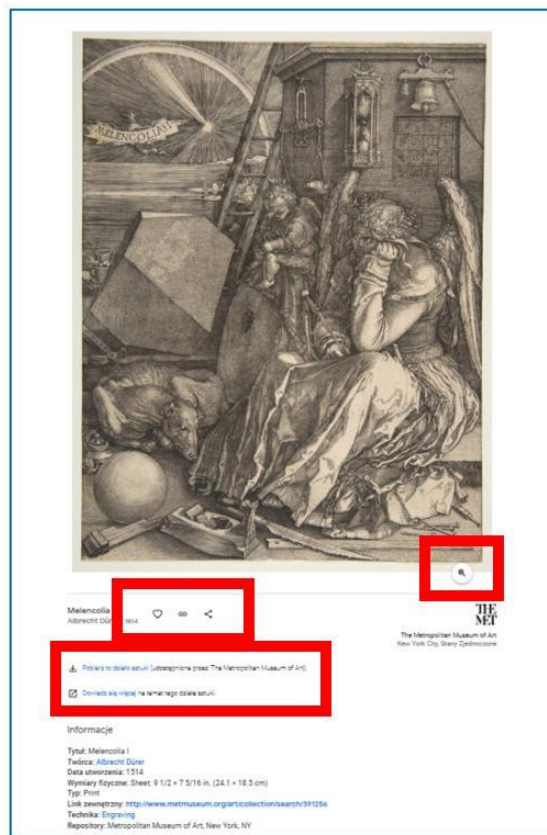 MELENCOLIA I
Melencolia
Albrecht Dür
1514
THE
MET
The Metropolitan Museum of Art
New York City, Stany Zjednoczone
Pobierz to dzieło sztuki (udostępnione przez: The Metropolitan Museum of Art).
Dowiedz się więcej na temat tego dzieła sztuki.
Informacje
Tytuł: Melencolia I
Twórca: Albrecht Dürer
Data utworzenia: 1514
Wymiary fizyczne: Sheet: 9 1/2 × 7 5/16 in. (24.1 × 18.5 cm)
Typ: Print
Link zewnętrzny: http://www.metmuseum.org/art/collection/search/391256
Technika: Engraving
Repository: Metropolitan Museum of Art, New York, NY